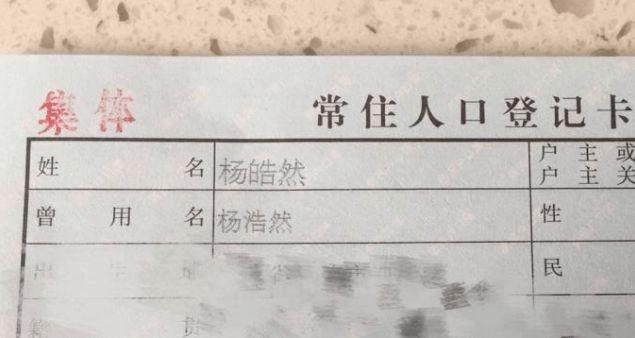 集体 常住人口登记卡
姓名 杨皓然 户主或
户主关
曾用名 杨浩然 性
民
贯